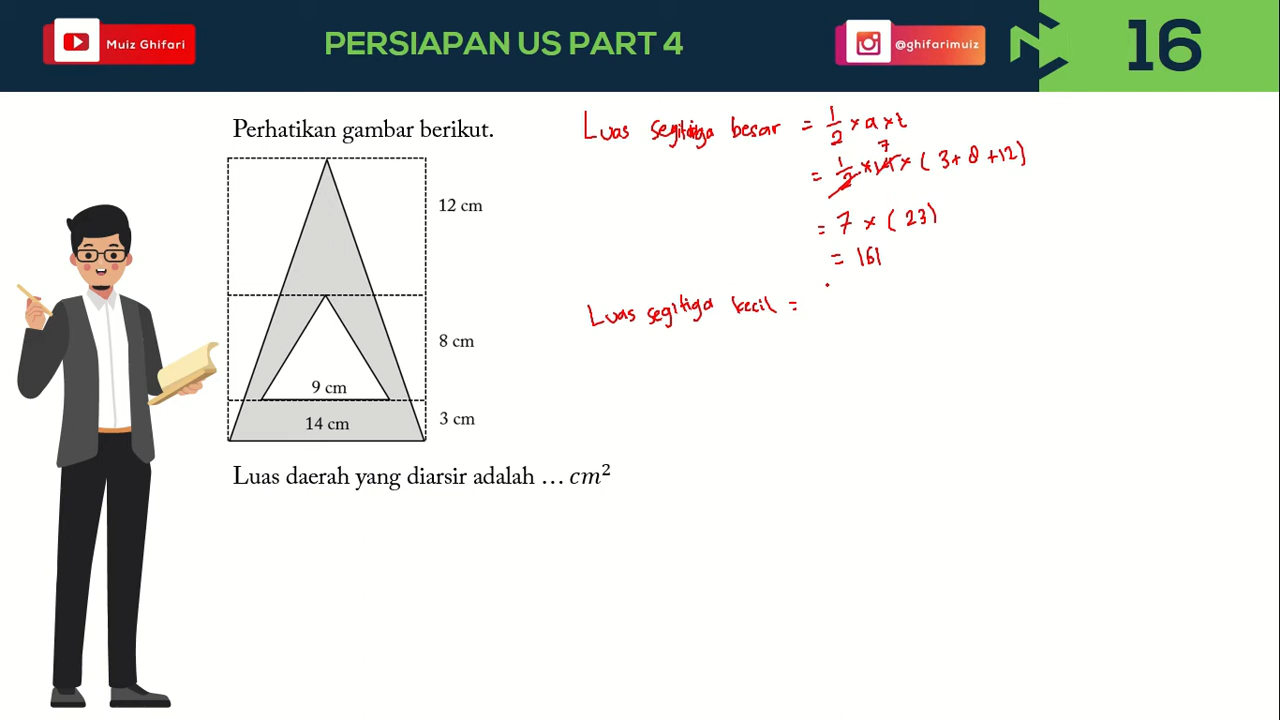 Muiz Ghifari
PERSIAPAN US PART 4
@ghifarimuiz
16
Perhatikan gambar berikut.
12 cm
8 cm
9 cm
14 cm
3 cm
Luas daerah yang diarsir adalah … cm²
Luas segitiga besar = 1/2 × a × t
= 1/2 × 14 7 × (3 + 8 + 12)
= 7 × (23)
= 161
Luas segitiga kecil =